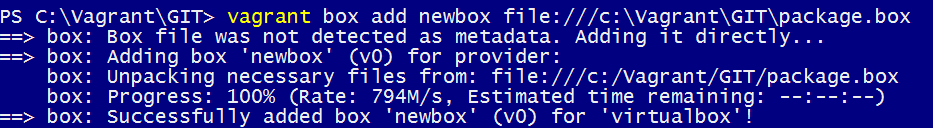 PS C:\Vagrant\GIT> vagrant box add newbox file:///c:\Vagrant\GIT\package.box
==> box: Box file was not detected as metadata. Adding it directly...
==> box: Adding box 'newbox' (v0) for provider:
box: Unpacking necessary files from: file:///c:/Vagrant/GIT/package.box
box: Progress: 100% (Rate: 794M/s, Estimated time remaining: --:--:--)
==> box: Successfully added box 'newbox' (v0) for 'virtualbox'!